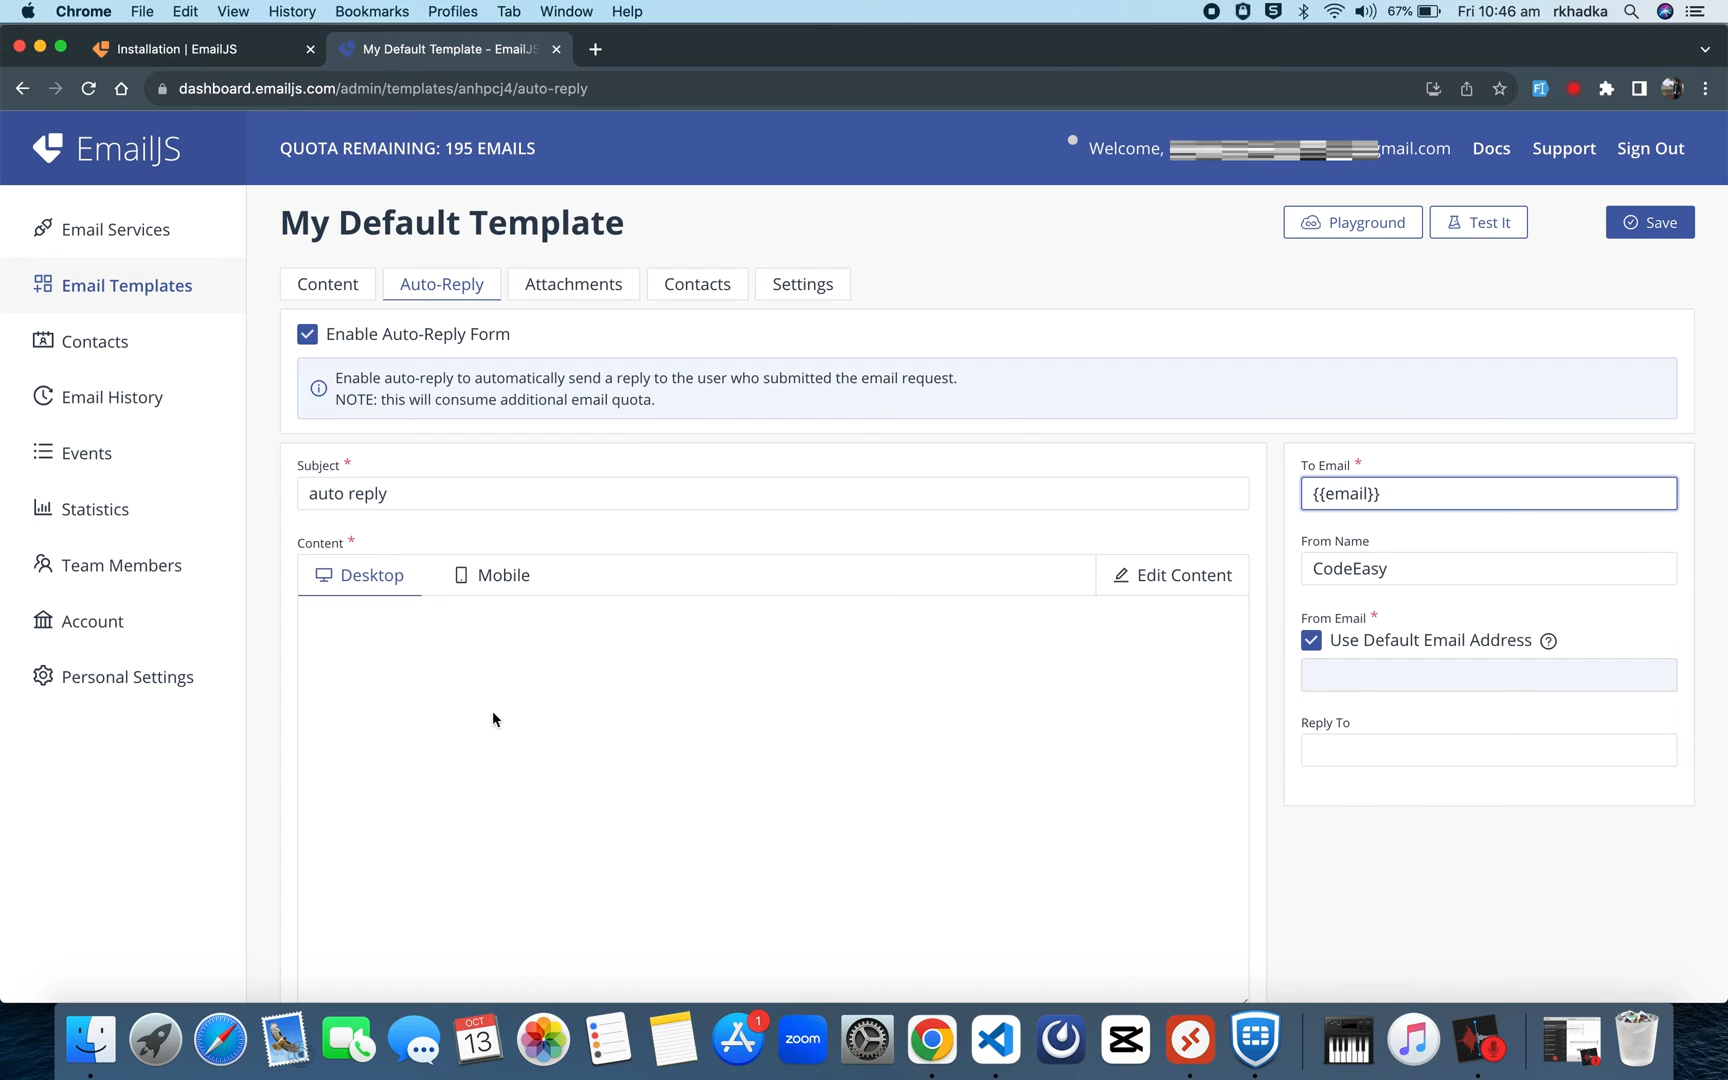 Chrome File Edit View History Bookmarks Profiles Tab Window Help 67% Fri 10:46 am rkhadka
Installation | EmailJS My Default Template - EmailJS
dashboard.emailjs.com/admin/templates/anhpcj4/auto-reply
EmailJS QUOTA REMAINING: 195 EMAILS Welcome, gmail.com Docs Support Sign Out
Email Services
Email Templates
Contacts
Email History
Events
Statistics
Team Members
Account
Personal Settings
My Default Template Playground Test It Save
Content Auto-Reply Attachments Contacts Settings
Enable Auto-Reply Form
Enable auto-reply to automatically send a reply to the user who submitted the email request.
NOTE: this will consume additional email quota.
Subject *
auto reply
Content *
Desktop Mobile Edit Content
To Email *
{{email}}
From Name
CodeEasy
From Email *
Use Default Email Address
Reply To
OCT
13
1
zoom